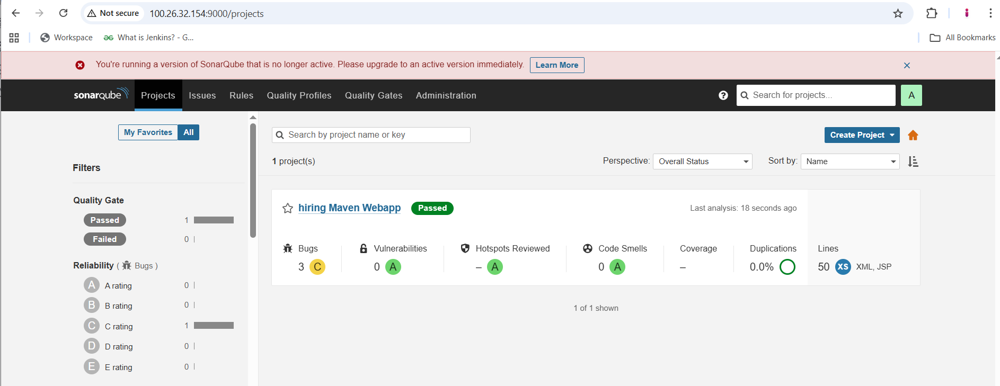 Not secure 100.26.32.154:9000/projects
Workspace What is Jenkins? - G... All Bookmarks
You're running a version of SonarQube that is no longer active. Please upgrade to an active version immediately. Learn More
sonarqube Projects Issues Rules Quality Profiles Quality Gates Administration ? Search for projects... A
My Favorites All
Search by project name or key Create Project
1 project(s) Perspective: Overall Status Sort by: Name
Filters
Quality Gate
Passed 1
Failed 0
Reliability ( Bugs )
A A rating 0
B B rating 0
C C rating 1
D D rating 0
E E rating 0
hiring Maven Webapp Passed Last analysis: 18 seconds ago
Bugs Vulnerabilities Hotspots Reviewed Code Smells Coverage Duplications Lines
3 C 0 A – A 0 A – 0.0% 50 XS XML, JSP
1 of 1 shown